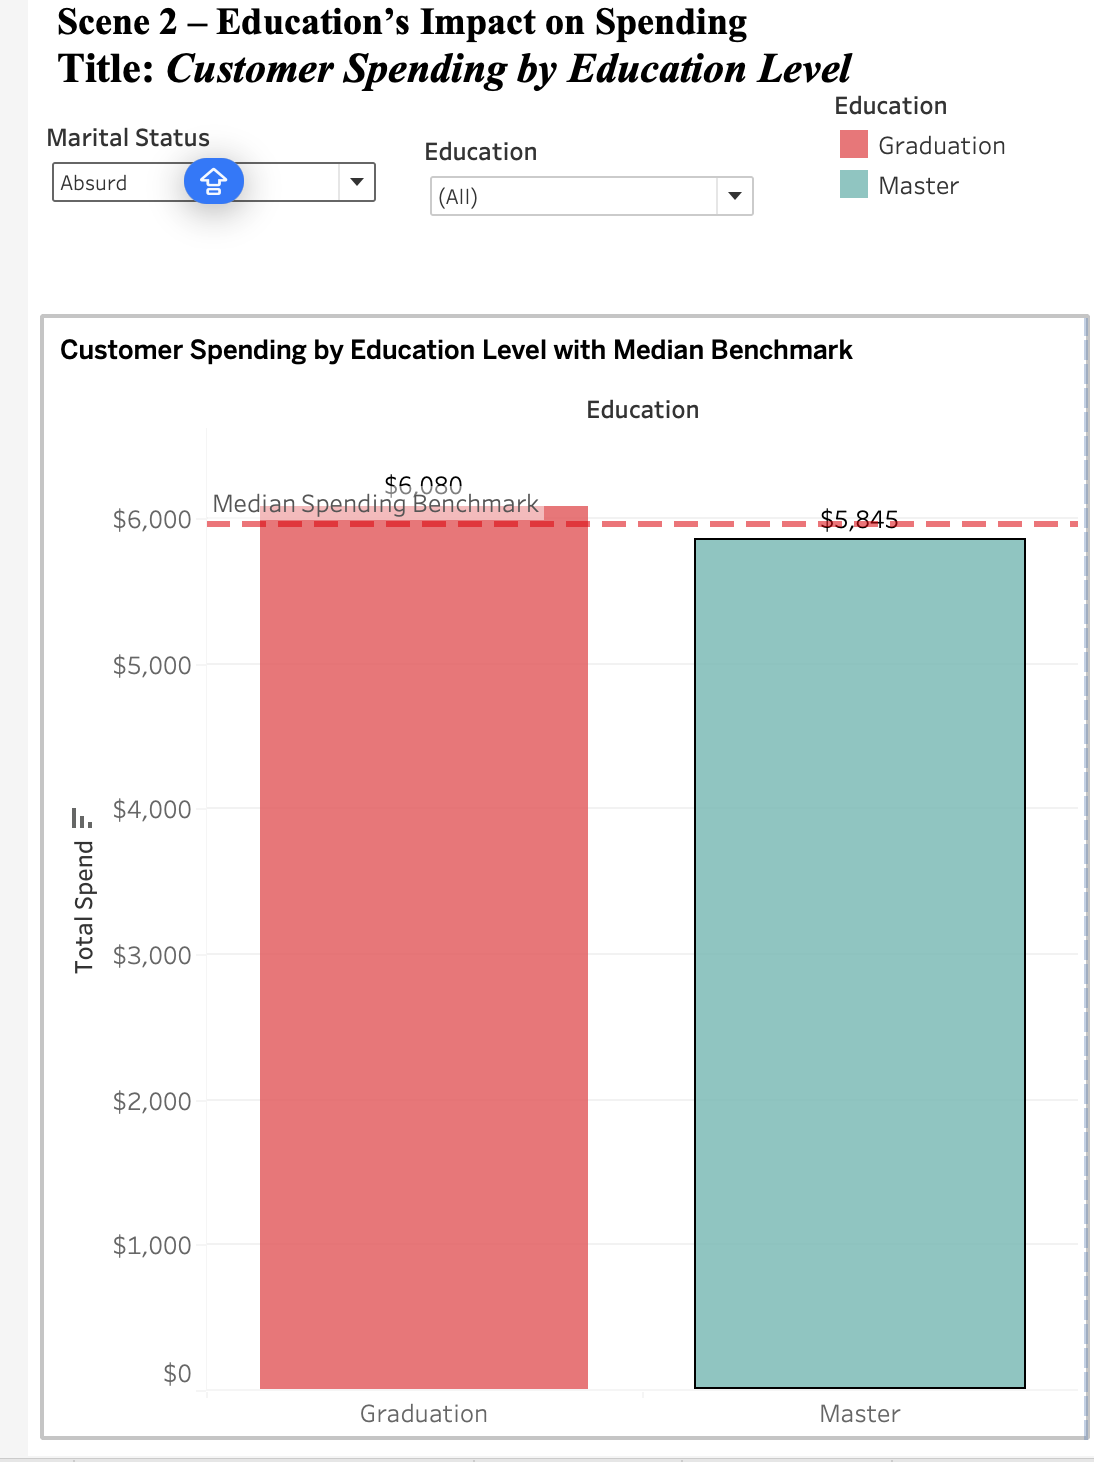 Scene 2 – Education’s Impact on Spending
Title: Customer Spending by Education Level
Marital Status
Absurd
Education
(All)
Education
Graduation
Master
Customer Spending by Education Level with Median Benchmark
Education
$6,080
Median Spending Benchmark
$5,845
$6,000
$5,000
$4,000
$3,000
$2,000
$1,000
$0
Total Spend
Graduation
Master